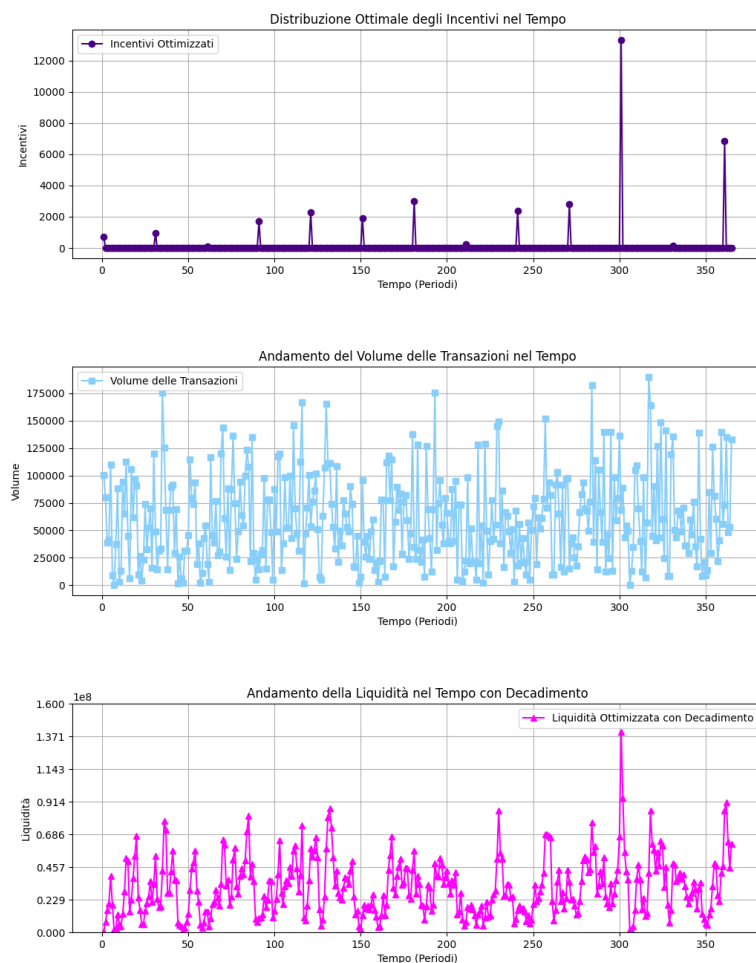 Distribuzione Ottimale degli Incentivi nel Tempo
Incentivi Ottimizzati
12000
10000
8000
6000
4000
2000
0
Incentivi
0 50 100 150 200 250 300 350
Tempo (Periodi)
Andamento del Volume delle Transazioni nel Tempo
Volume delle Transazioni
175000
150000
125000
100000
75000
50000
25000
0
Volume
0 50 100 150 200 250 300 350
Tempo (Periodi)
Andamento della Liquidità nel Tempo con Decadimento
1e8
Liquidità Ottimizzata con Decadimento
1.600
1.371
1.143
0.914
0.686
0.457
0.229
0.000
Liquidità
0 50 100 150 200 250 300 350
Tempo (Periodi)